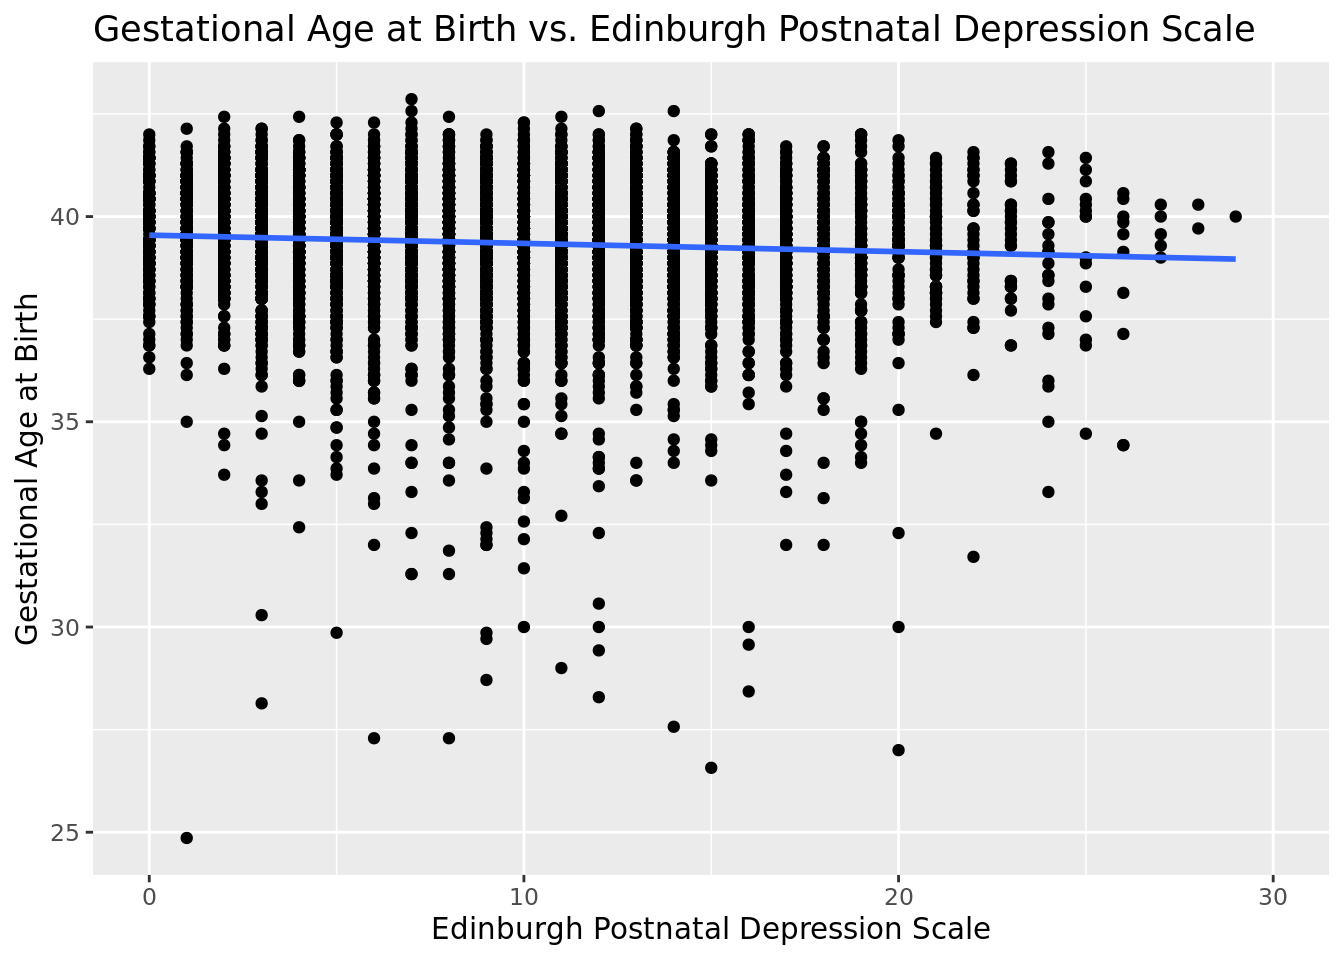 Gestational Age at Birth vs. Edinburgh Postnatal Depression Scale
Gestational Age at Birth
40
35
30
25
0 10 20 30
Edinburgh Postnatal Depression Scale